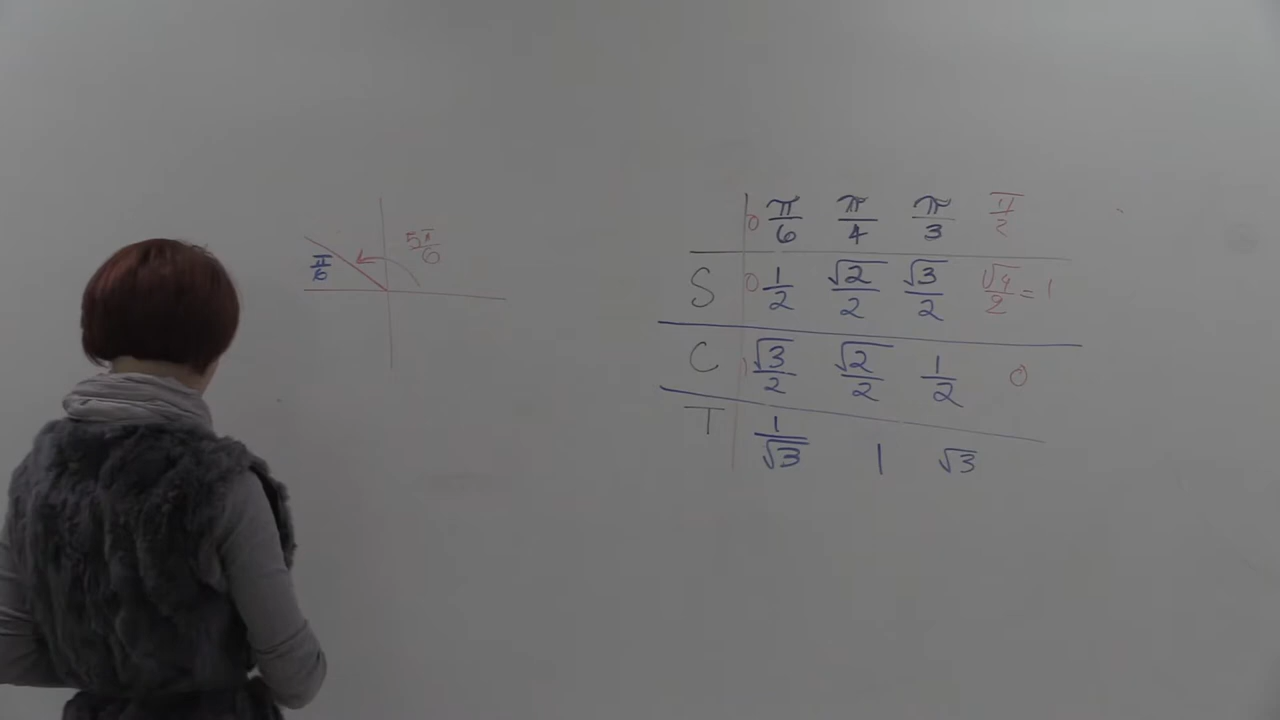 5π/6
π/6
0 π/6 π/4 π/3 π/2
S 0 1/2 √2/2 √3/2 √4/2 = 1
C 1 √3/2 √2/2 1/2 0
T 1/√3 1 √3